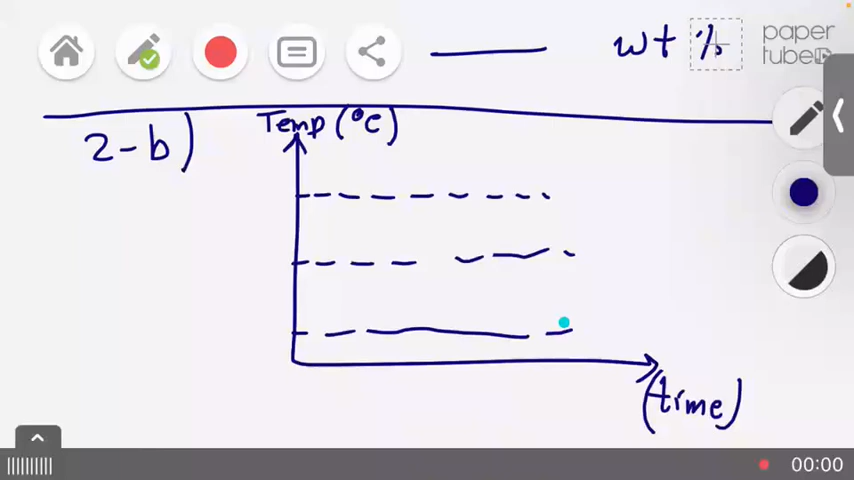 wt %
paper
tube
2-b)
Temp (°C)
(time)
00:00